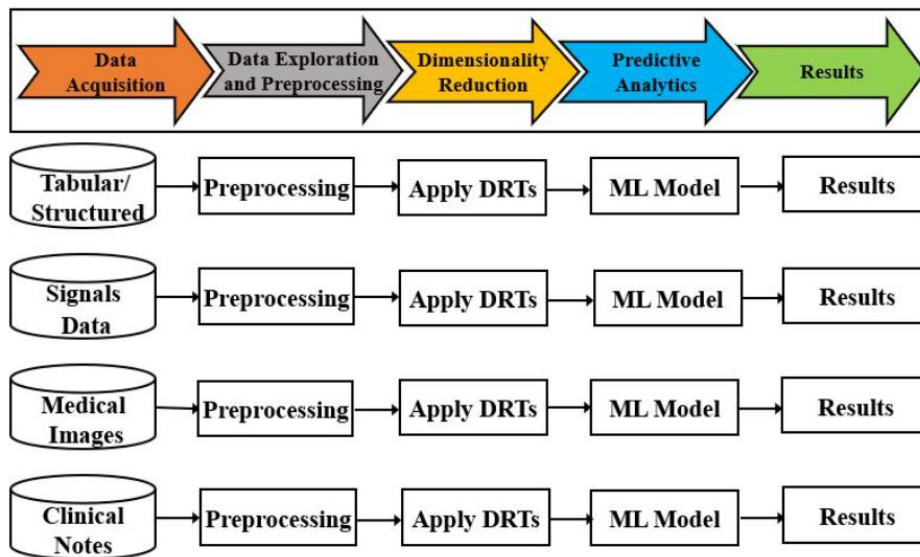 Data
Acquisition
Data Exploration
and Preprocessing
Dimensionality
Reduction
Predictive
Analytics
Results
Tabular/
Structured
Preprocessing
Apply DRTs
ML Model
Results
Signals
Data
Preprocessing
Apply DRTs
ML Model
Results
Medical
Images
Preprocessing
Apply DRTs
ML Model
Results
Clinical
Notes
Preprocessing
Apply DRTs
ML Model
Results